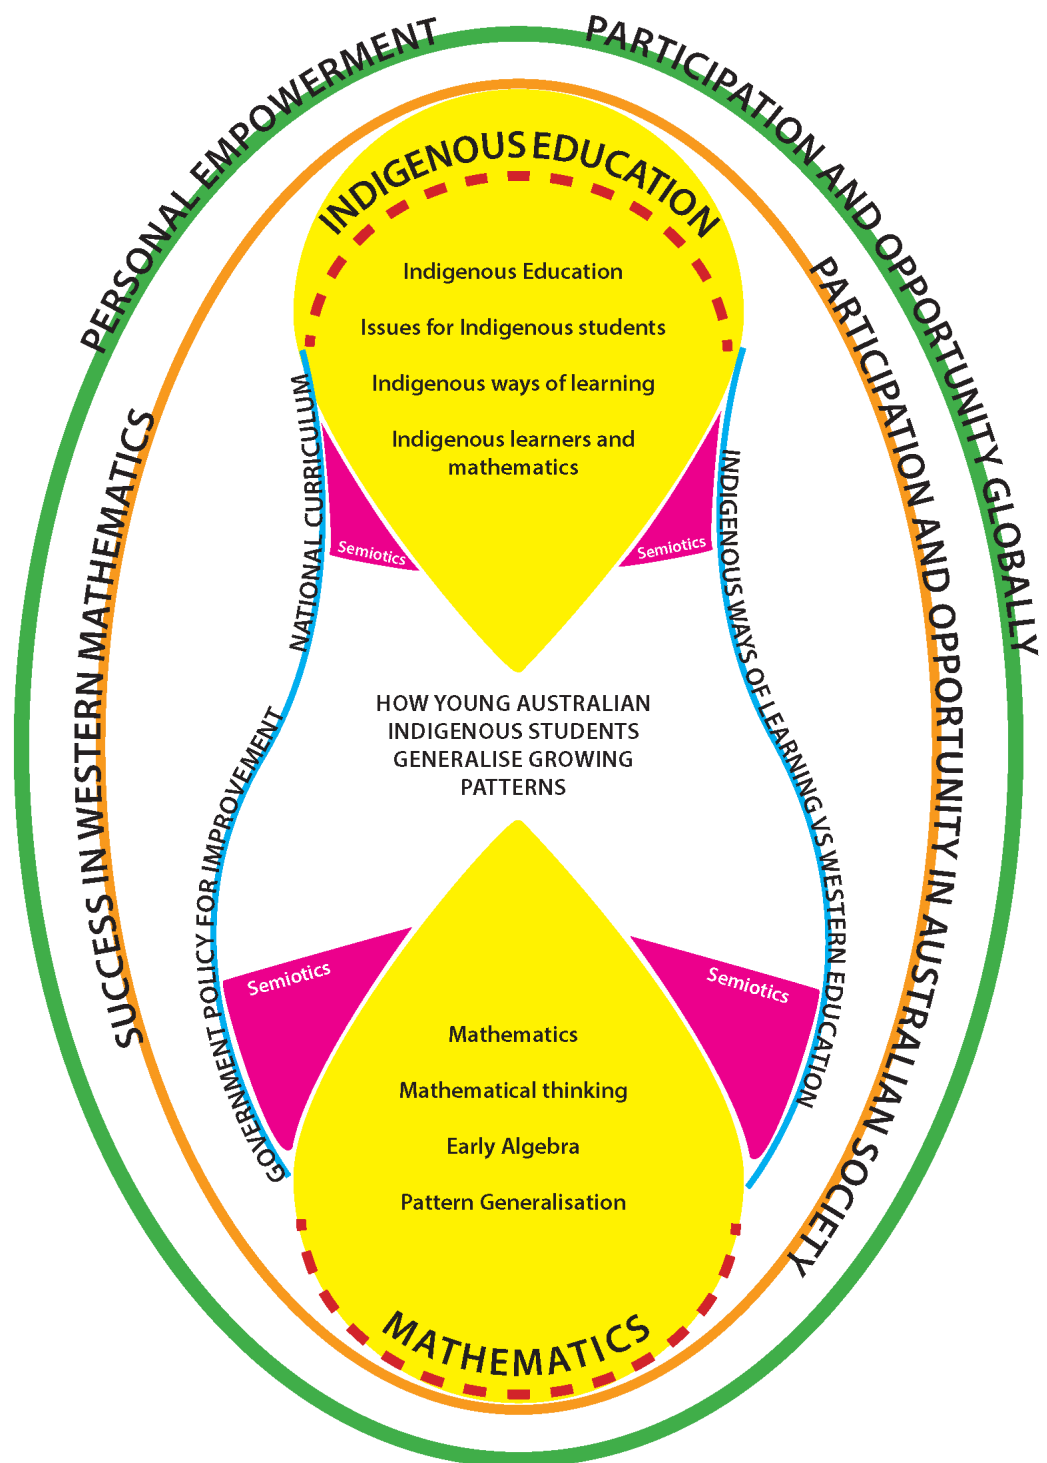 PERSONAL EMPOWERMENT
PARTICIPATION AND OPPORTUNITY GLOBALLY
SUCCESS IN WESTERN MATHEMATICS
PARTICIPATION AND OPPORTUNITY IN AUSTRALIAN SOCIETY
INDIGENOUS EDUCATION
Indigenous Education
Issues for Indigenous students
Indigenous ways of learning
Indigenous learners and
mathematics
NATIONAL CURRICULUM
INDIGENOUS WAYS OF LEARNING VS WESTERN EDUCATION
Semiotics
Semiotics
HOW YOUNG AUSTRALIAN
INDIGENOUS STUDENTS
GENERALISE GROWING
PATTERNS
GOVERNMENT POLICY FOR IMPROVEMENT
Semiotics
Semiotics
Mathematics
Mathematical thinking
Early Algebra
Pattern Generalisation
MATHEMATICS